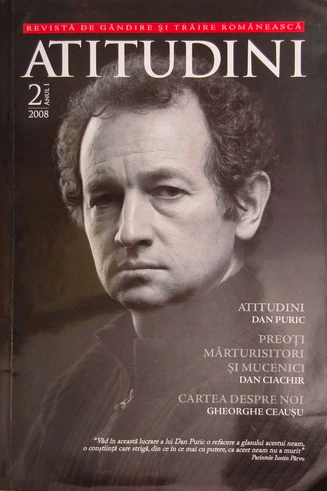 REVISTĂ DE GÂNDIRE ȘI TRĂIRE ROMÂNEASCĂ
ATITUDINI
2 ANUL I
2008
ATITUDINI
DAN PURIC
PREOȚI
MĂRTURISITORI
ȘI MUCENICI
DAN CIACHIR
CARTEA DESPRE NOI
GHEORGHE CEAUȘU
"Văd în această lucrare a lui Dan Puric o refacere a glasului acestui neam,
o conștiință care strigă, din ce în ce mai cu putere, ca acest neam nu a murit"
Parintele Iustin Pârvu